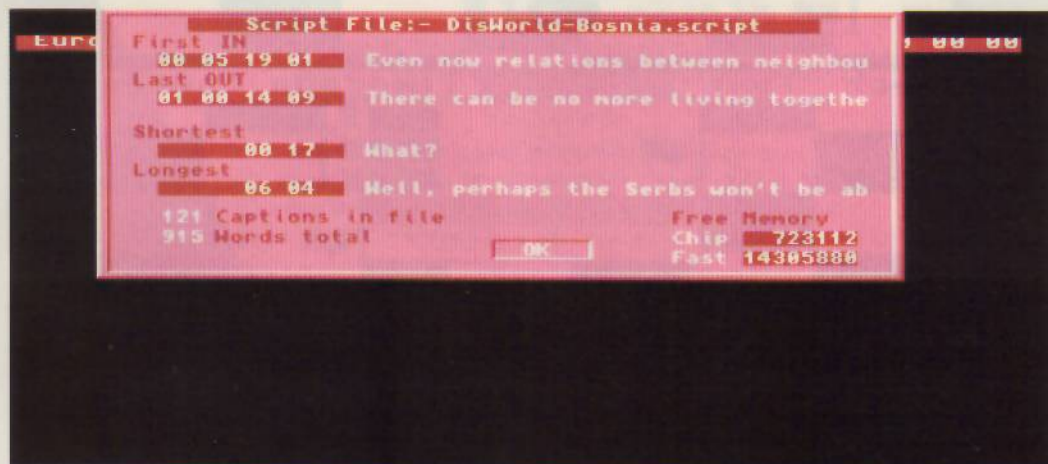 Script File:- DisWorld-Bosnia.script
Euro
First IN
00 05 19 01 Even now relations between neighbou
00 00
Last OUT
01 00 14 09 There can be no more living togethe
Shortest
00 17 What?
Longest
06 04 Well, perhaps the Serbs won't be ab
121 Captions in file
915 Words total
OK
Free Memory
Chip 723112
Fast 14305880